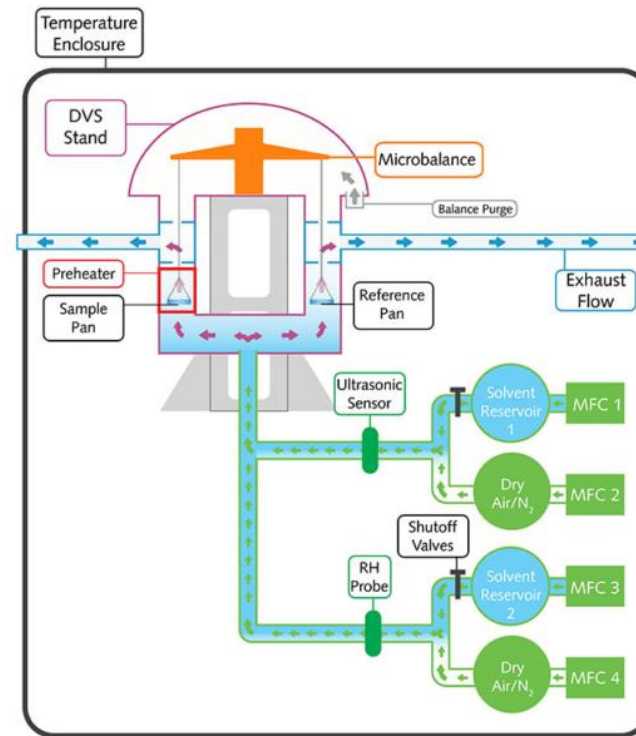 Temperature
Enclosure
DVS
Stand
Microbalance
Balance Purge
Preheater
Sample
Pan
Reference
Pan
Exhaust
Flow
Ultrasonic
Sensor
Solvent
Reservoir
1
MFC 1
Dry
Air/N₂
MFC 2
Shutoff
Valves
RH
Probe
Solvent
Reservoir
2
MFC 3
Dry
Air/N₂
MFC 4